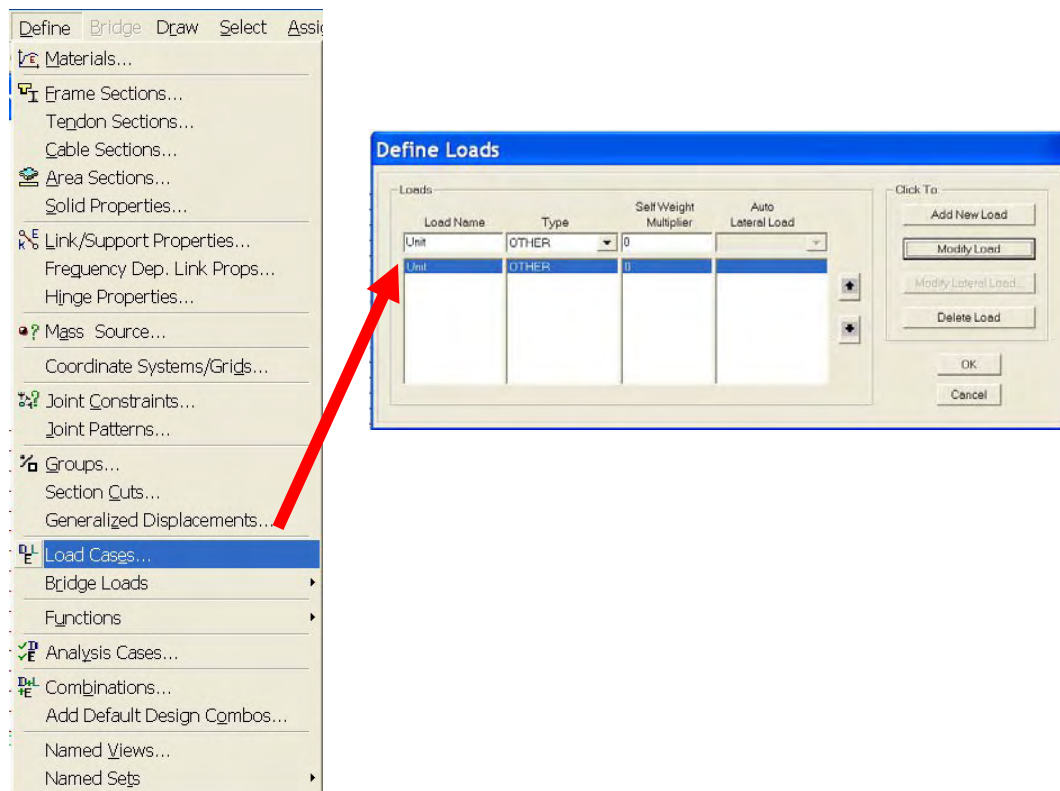 Define Bridge Draw Select Assig
Materials...
Frame Sections...
Tendon Sections...
Cable Sections...
Area Sections...
Solid Properties...
Link/Support Properties...
Frequency Dep. Link Props...
Hinge Properties...
Mass Source...
Coordinate Systems/Grids...
Joint Constraints...
Joint Patterns...
Groups...
Section Cuts...
Generalized Displacements...
Load Cases...
Bridge Loads
Functions
Analysis Cases...
Combinations...
Add Default Design Combos...
Named Views...
Named Sets
Define Loads
Loads
Load Name Type Self Weight Multiplier Auto Lateral Load
Unit OTHER 0
Unit OTHER 0
Click To:
Add New Load
Modify Load
Modify Lateral Load...
Delete Load
OK
Cancel